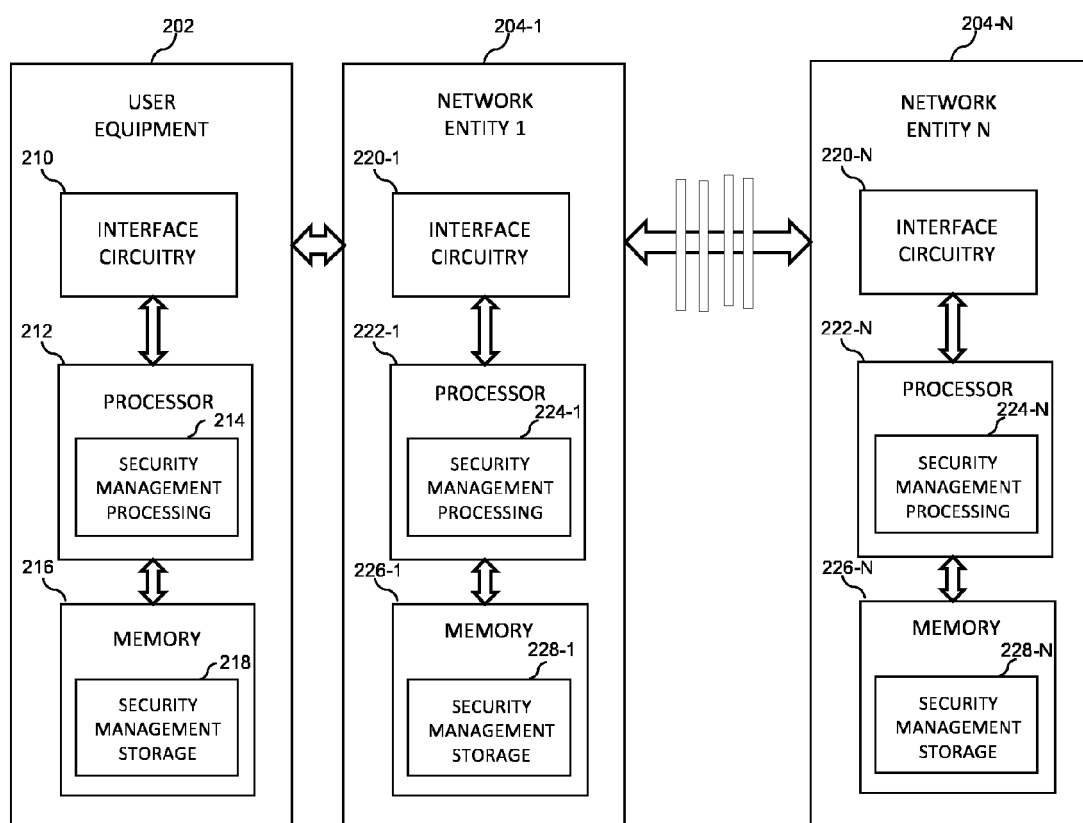 202
204-1
204-N
USER
EQUIPMENT
NETWORK
ENTITY 1
NETWORK
ENTITY N
210
220-1
220-N
INTERFACE
CIRCUITRY
INTERFACE
CIRCUITRY
INTERFACE
CIRCUITRY
212
222-1
222-N
PROCESSOR
PROCESSOR
PROCESSOR
214
224-1
224-N
SECURITY
MANAGEMENT
PROCESSING
SECURITY
MANAGEMENT
PROCESSING
SECURITY
MANAGEMENT
PROCESSING
216
226-1
226-N
MEMORY
MEMORY
MEMORY
218
228-1
228-N
SECURITY
MANAGEMENT
STORAGE
SECURITY
MANAGEMENT
STORAGE
SECURITY
MANAGEMENT
STORAGE